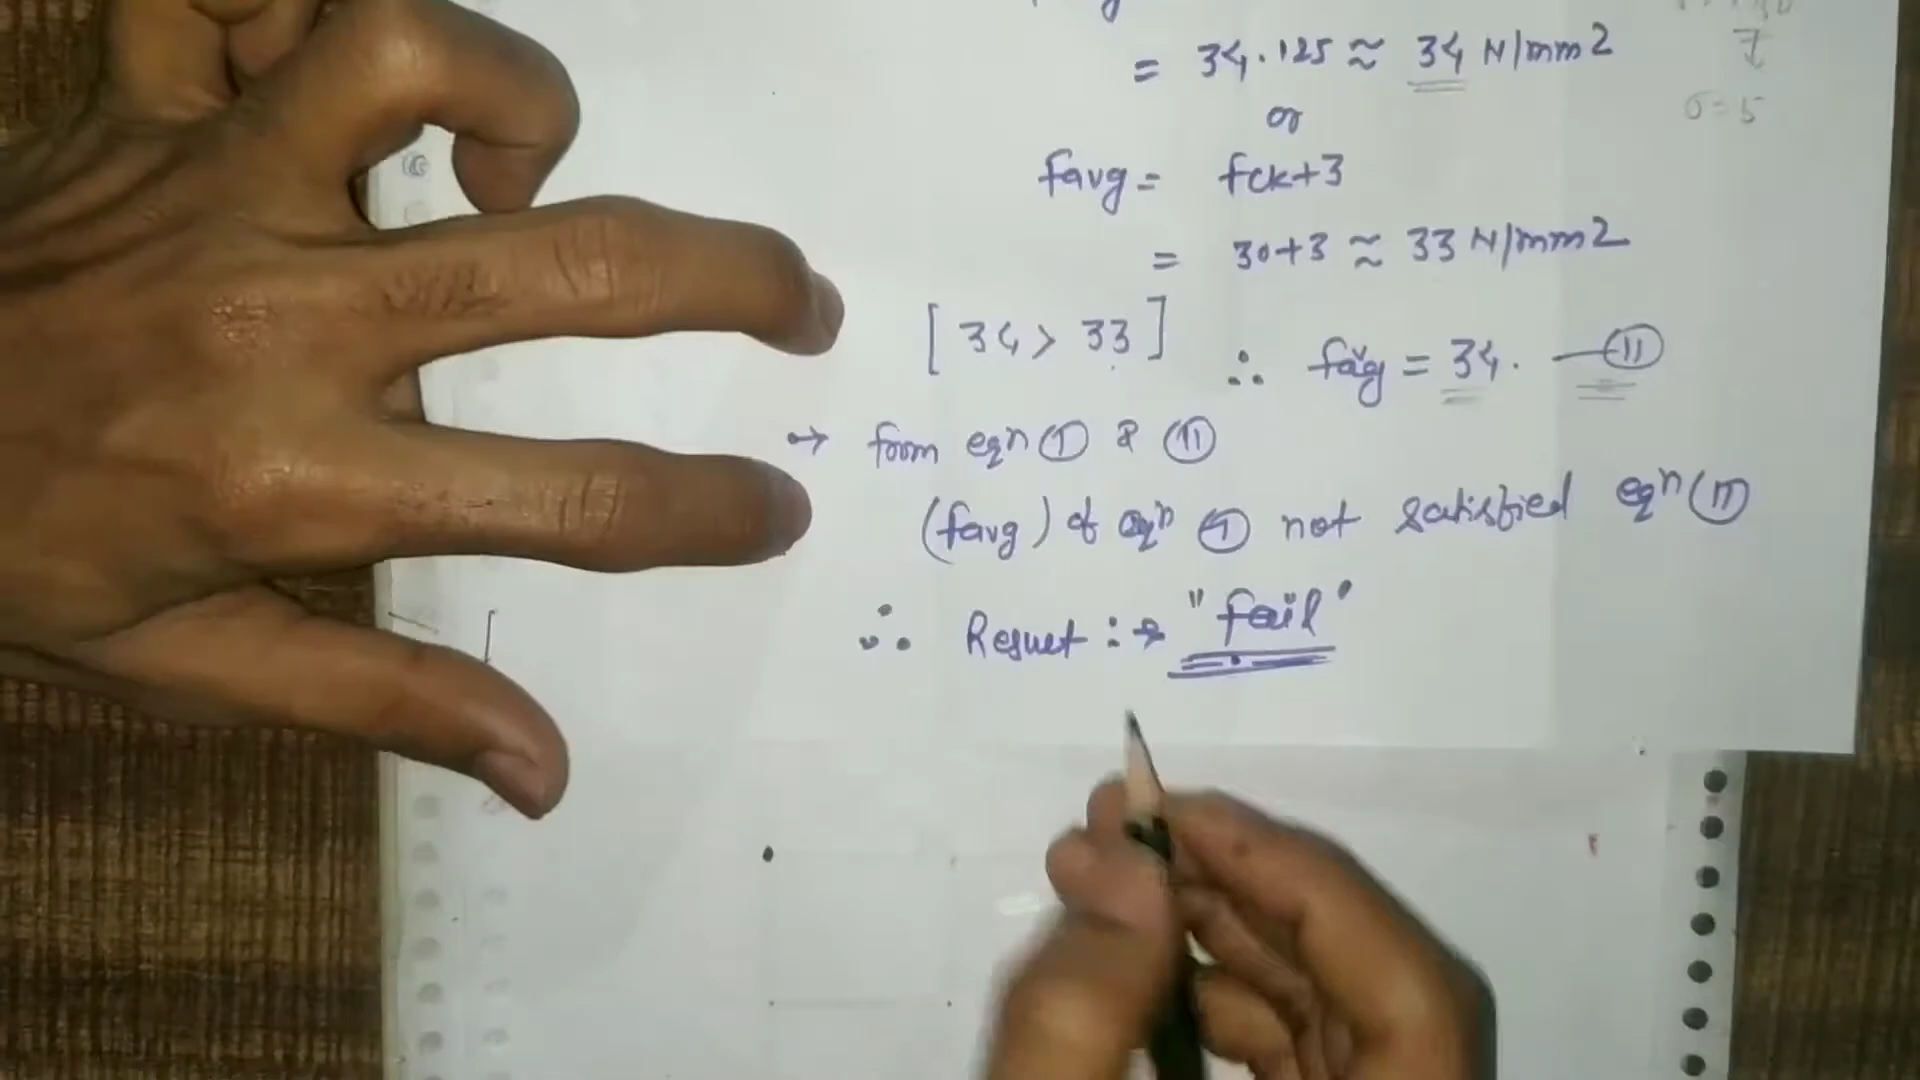 = 34.125 ≈ 34 N/mm2
or
σ=5
favg = fck+3
= 30+3 ≈ 33 N/mm2
[34 > 33] ∴ favg = 34. — II
→ from eqn I & II
(favg) of eqn I not satisfied eqn II
∴ Result :→ "fail"